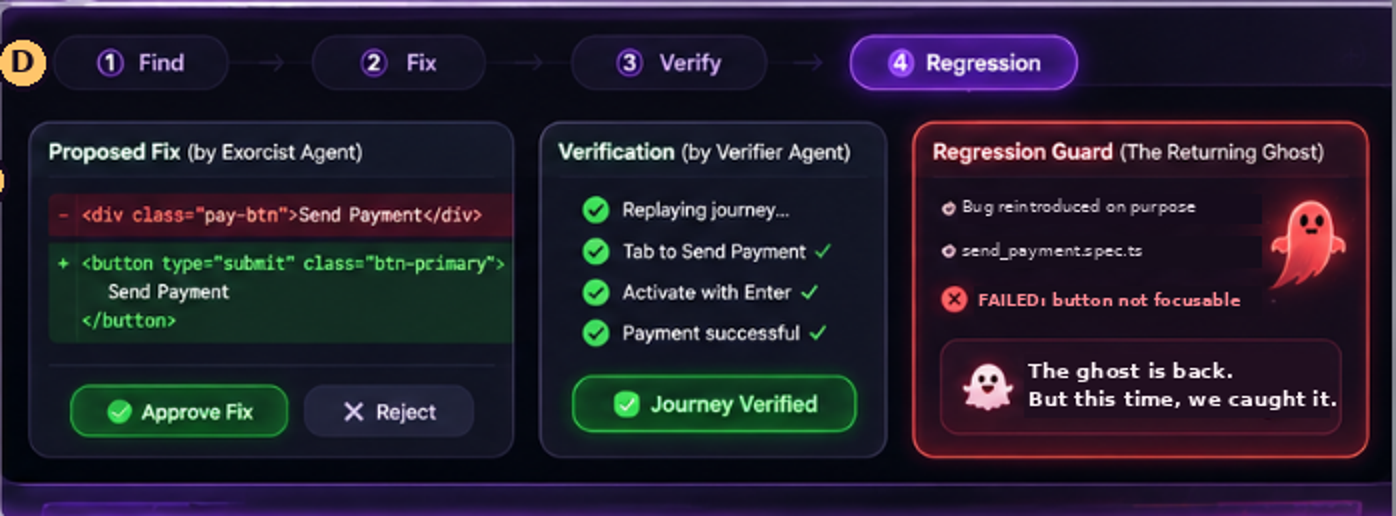 D
1 Find
2 Fix
3 Verify
4 Regression
Proposed Fix (by Exorcist Agent)
- <div class="pay-btn">Send Payment</div>
+ <button type="submit" class="btn-primary">
Send Payment
</button>
Approve Fix
Reject
Verification (by Verifier Agent)
Replaying journey...
Tab to Send Payment ✓
Activate with Enter ✓
Payment successful ✓
Journey Verified
Regression Guard (The Returning Ghost)
Bug reintroduced on purpose
send_payment.spec.ts
FAILED: button not focusable
The ghost is back.
But this time, we caught it.